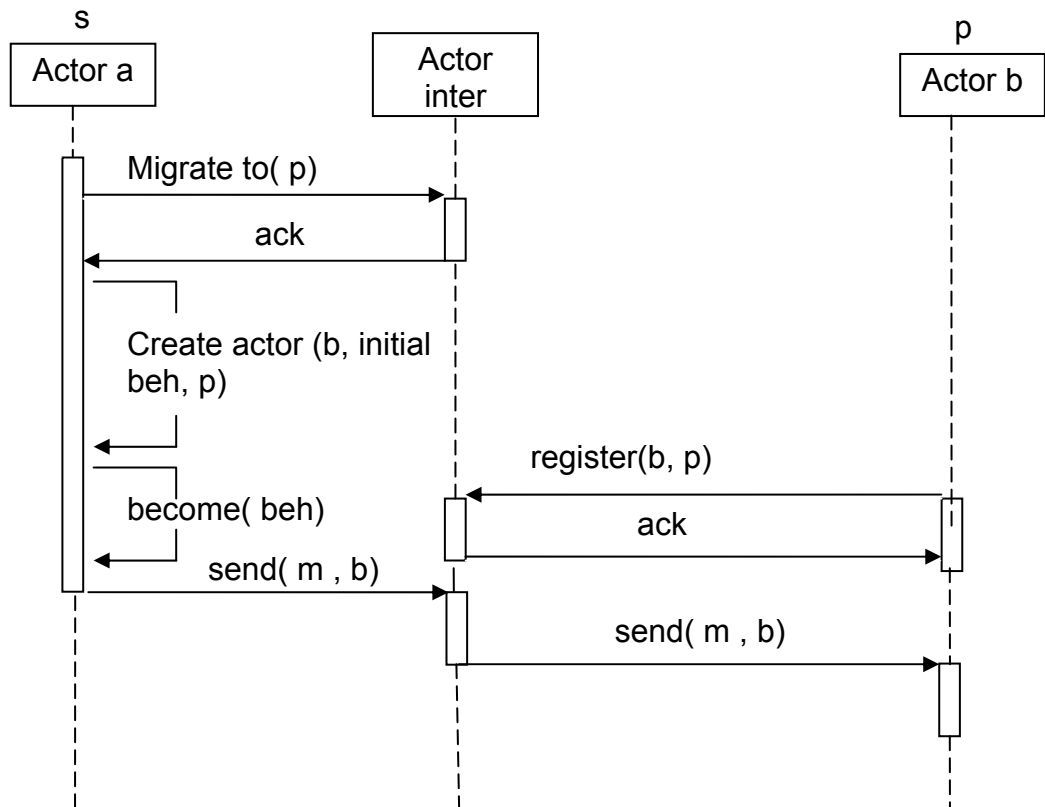 s
p
Actor a
Actor
inter
Actor b
Migrate to( p)
ack
Create actor (b, initial
beh, p)
register(b, p)
become( beh)
ack
send( m , b)
send( m , b)